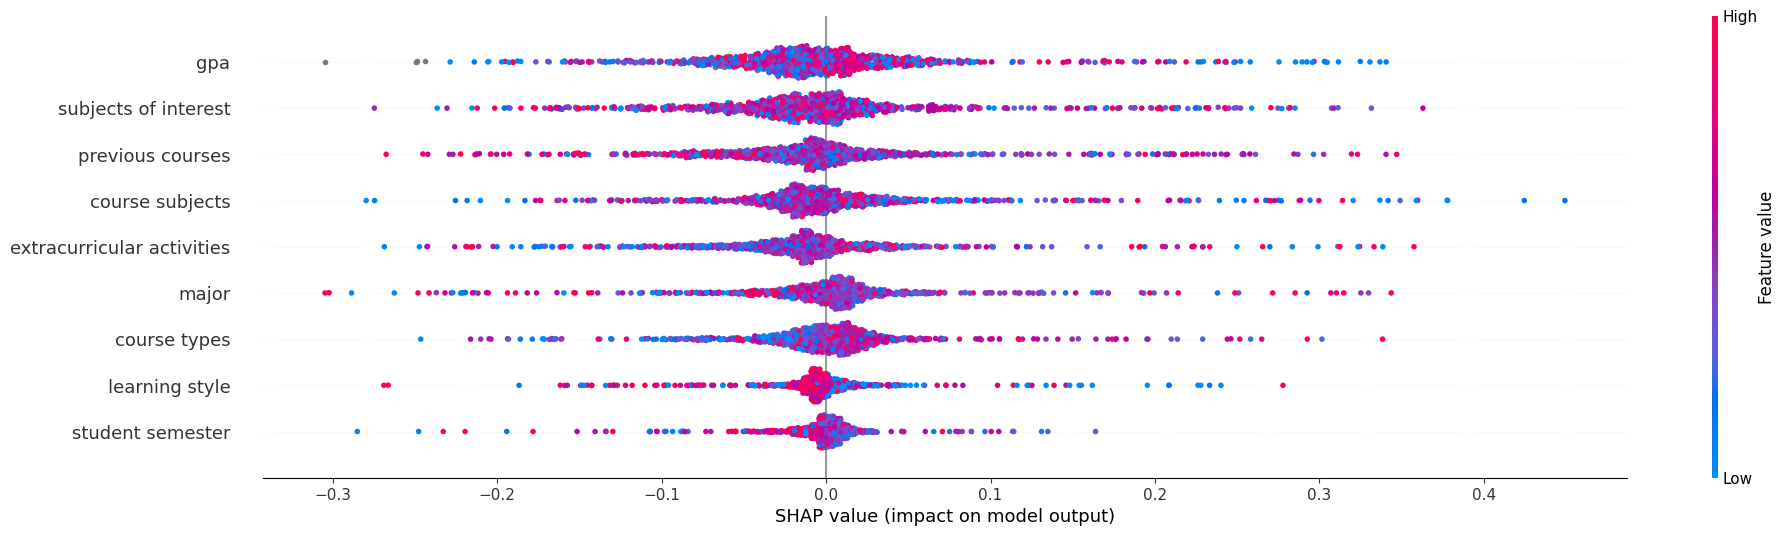 High
gpa
subjects of interest
previous courses
course subjects
extracurricular activities
major
course types
learning style
student semester
Low
Feature value
−0.3 −0.2 −0.1 0.0 0.1 0.2 0.3 0.4
SHAP value (impact on model output)